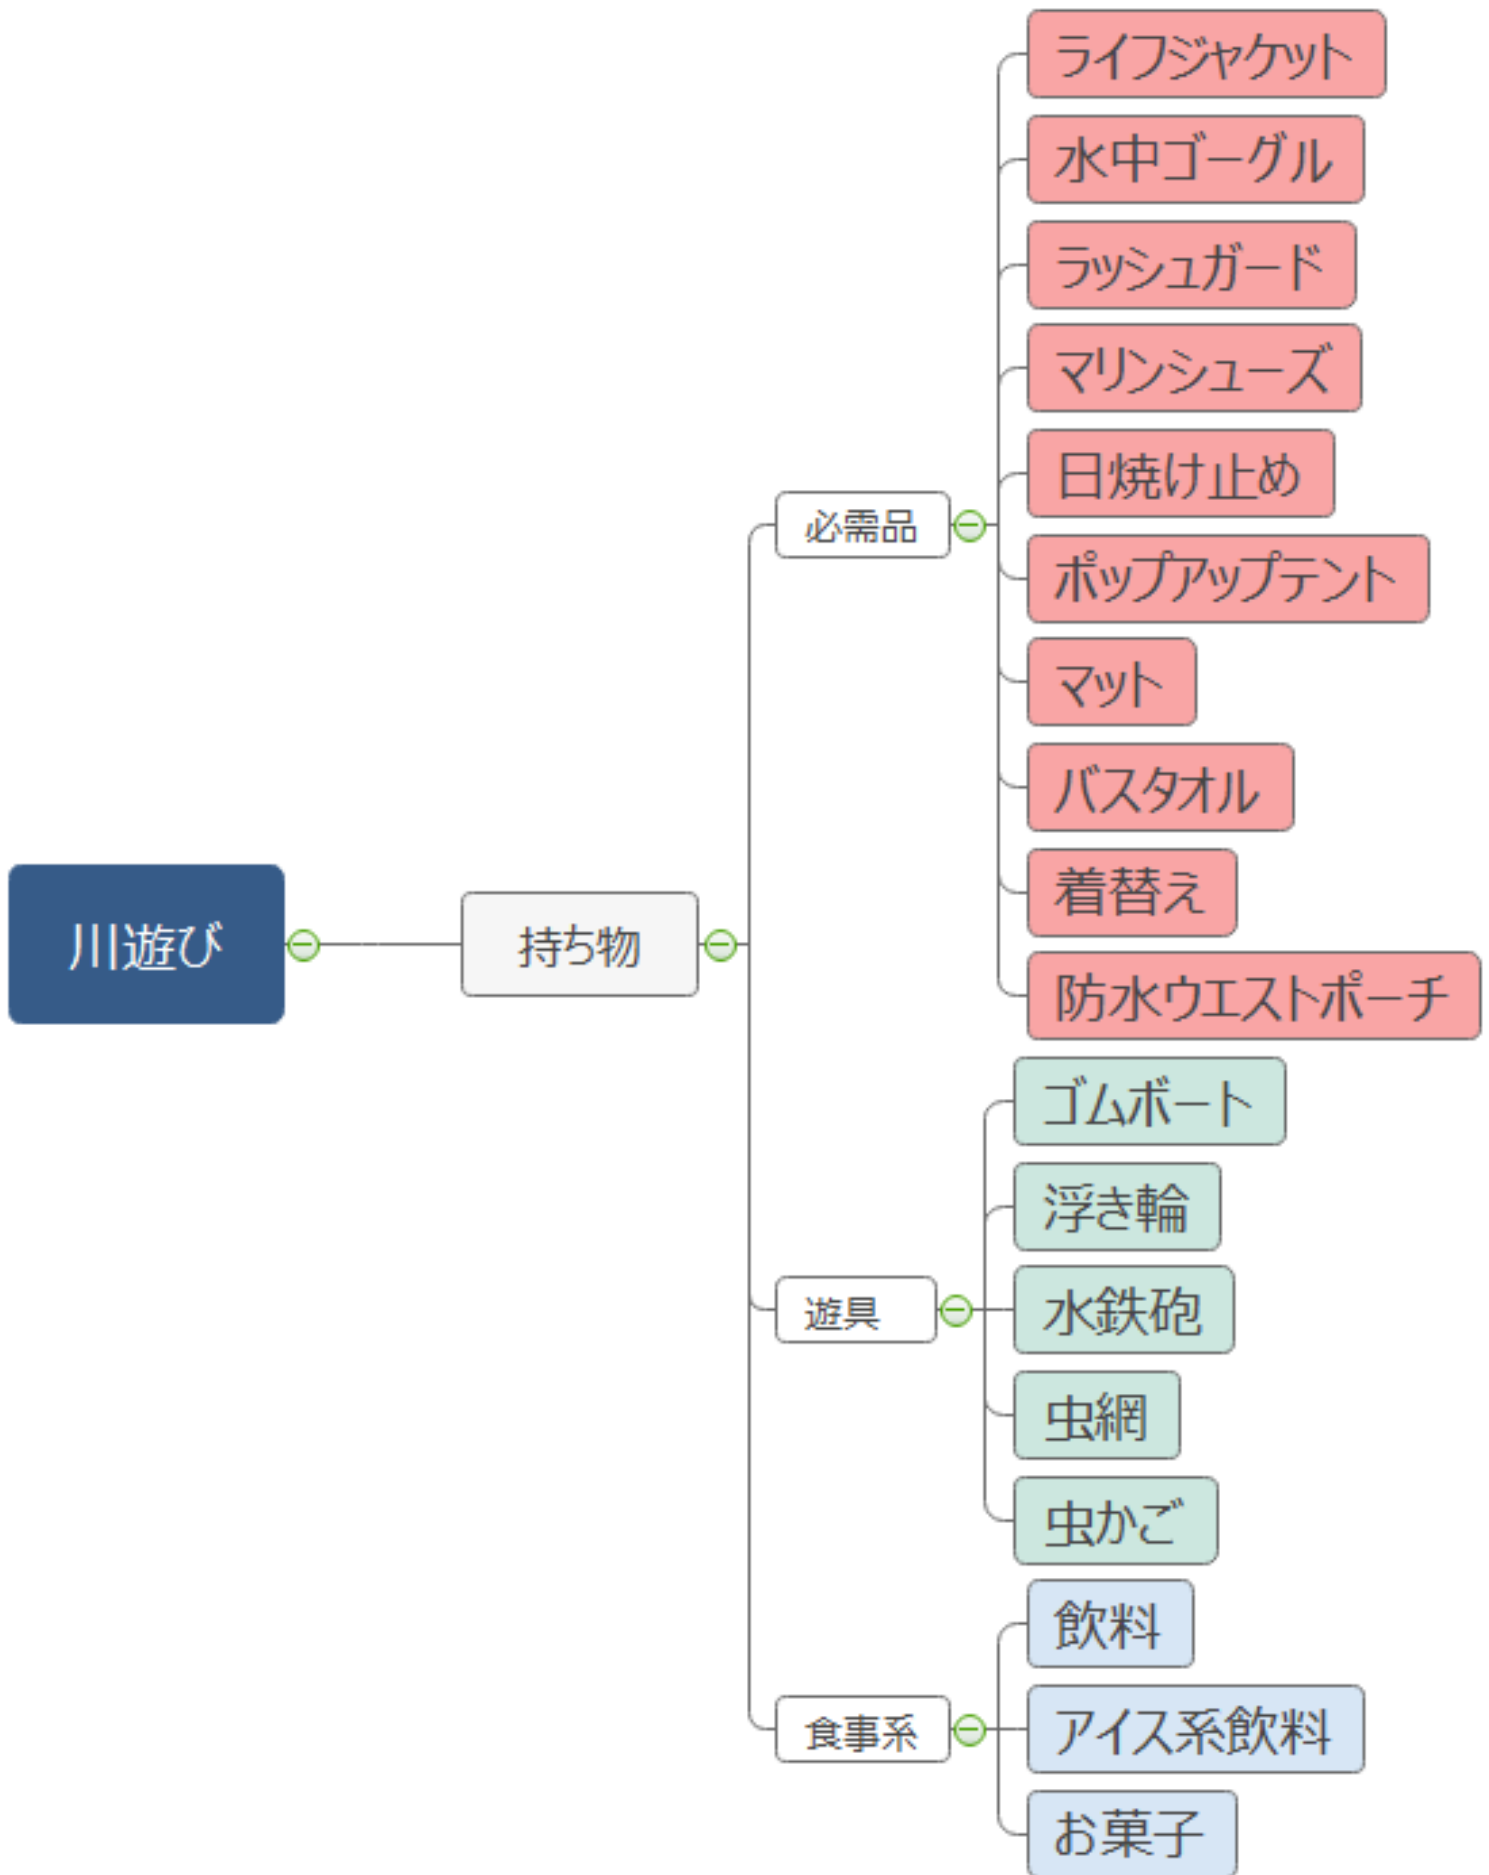 川遊び
持ち物
必需品
ライフジャケット
水中ゴーグル
ラッシュガード
マリンシューズ
日焼け止め
ポップアップテント
マット
バスタオル
着替え
防水ウエストポーチ
遊具
ゴムボート
浮き輪
水鉄砲
虫網
虫かご
食事系
飲料
アイス系飲料
お菓子